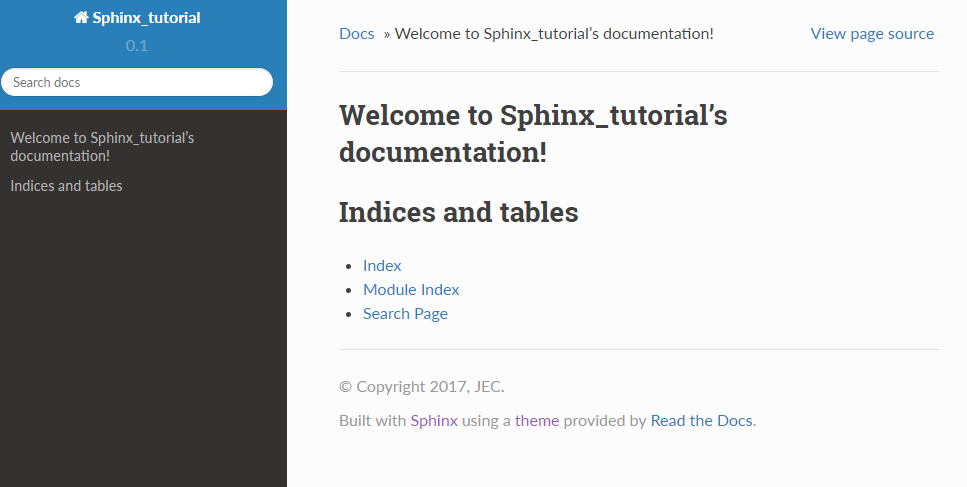 Sphinx_tutorial
0.1
Search docs
Welcome to Sphinx_tutorial’s
documentation!
Indices and tables
Docs » Welcome to Sphinx_tutorial’s documentation! View page source
Welcome to Sphinx_tutorial’s
documentation!
Indices and tables
• Index
• Module Index
• Search Page
© Copyright 2017, JEC.
Built with Sphinx using a theme provided by Read the Docs.